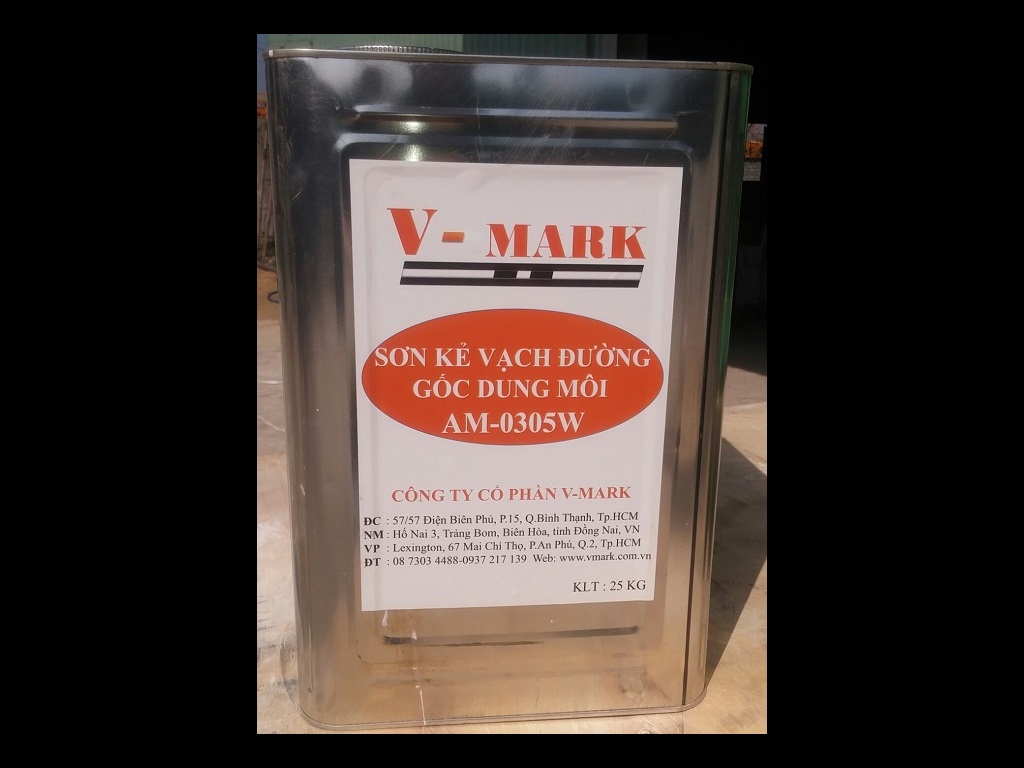 V- MARK
SƠN KẺ VẠCH ĐƯỜNG
GỐC DUNG MÔI
AM-0305W
CÔNG TY CỔ PHẦN V-MARK
ĐC : 57/57 Điện Biên Phủ, P.15, Q.Bình Thạnh, Tp.HCM
NM : Hố Nai 3, Trảng Bom, Biên Hòa, tỉnh Đồng Nai, VN
VP : Lexington, 67 Mai Chí Thọ, P.An Phú, Q.2, Tp.HCM
ĐT : 08 7303 4488-0937 217 139 Web: www.vmark.com.vn
KLT : 25 KG